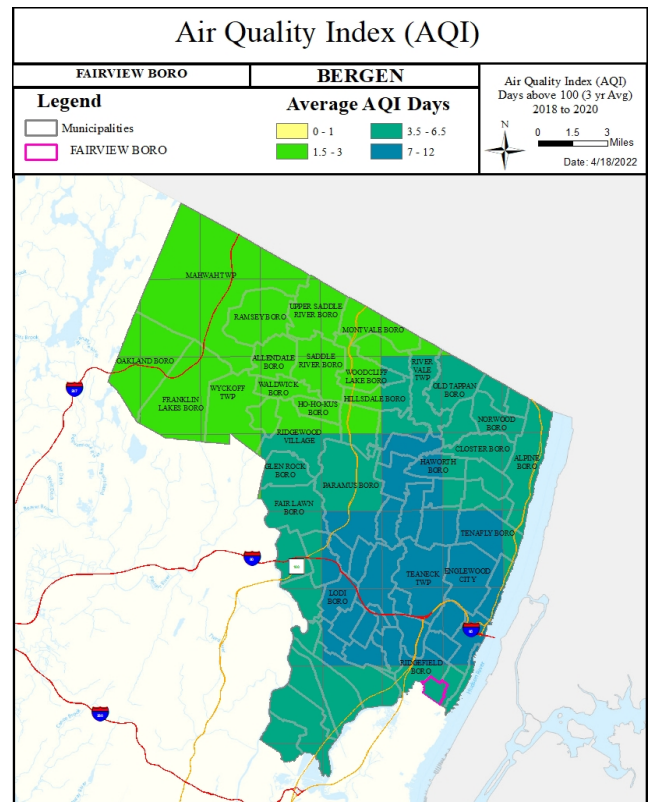 Air Quality Index (AQI)
FAIRVIEW BORO
BERGEN
Legend
Municipalities
FAIRVIEW BORO
Average AQI Days
0 - 1
1.5 - 3
3.5 - 6.5
7 - 12
Air Quality Index (AQI)
Days above 100 (3 yr Avg)
2018 to 2020
N
0 1.5 3
Miles
Date: 4/18/2022
MAHWAH TWP
UPPER SADDLE
RIVER BORO
RAMSEY BORO
MONTVALE BORO
OAKLAND BORO
ALLENDALE
BORO
SADDLE
RIVER BORO
WOODCLIFF
LAKE BORO
RIVER
VALE
TWP
OLD TAPPAN
BORO
FRANKLIN
LAKES BORO
WYCKOFF
TWP
WALDWICK
BORO
HO-HO-KUS
BORO
HILLSDALE BORO
NORWOOD
BORO
RIDGEWOOD
VILLAGE
CLOSTER BORO
ALPINE
BORO
GLEN ROCK
BORO
PARAMUS BORO
HAWORTH
BORO
FAIR LAWN
BORO
TENAFLY BORO
TEANECK
TWP
ENGLEWOOD
CITY
LODI
BORO
RIDGEFIELD
BORO